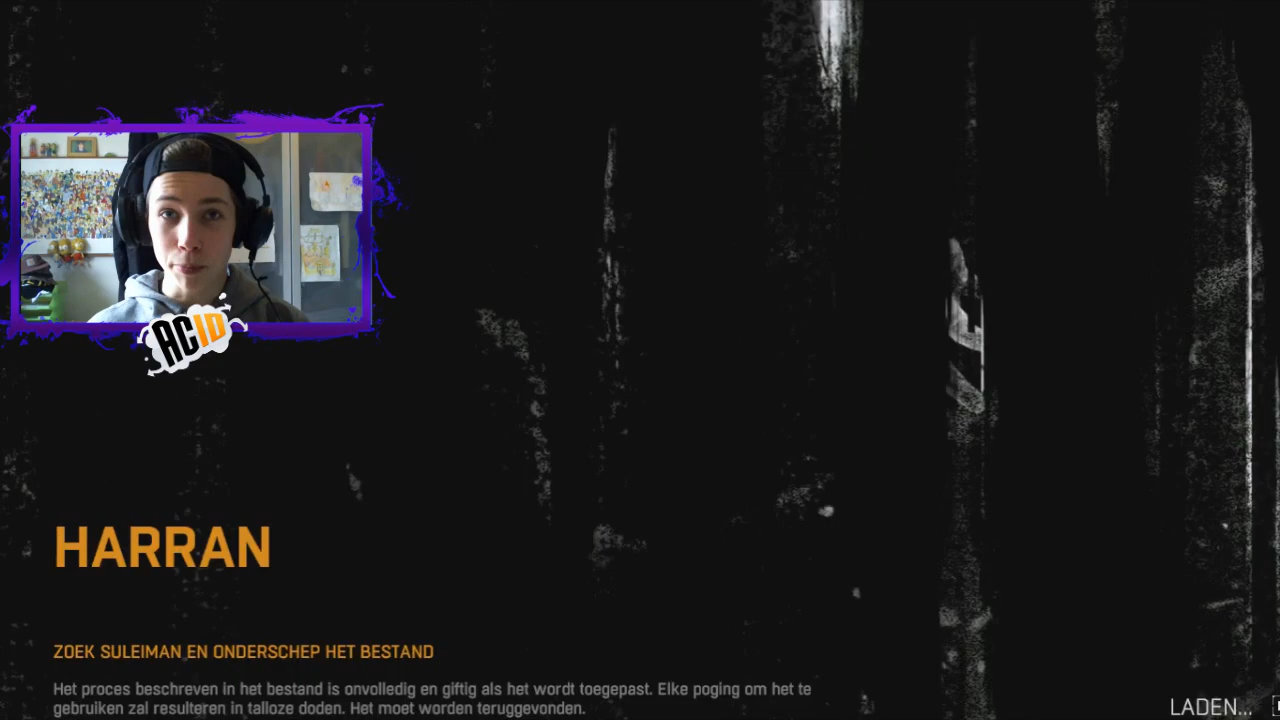 ACID
HARRAN
ZOEK SULEIMAN EN ONDERSCHEP HET BESTAND
Het proces beschreven in het bestand is onvolledig en giftig als het wordt toegepast. Elke poging om het te
gebruiken zal resulteren in talloze doden. Het moet worden teruggevonden.
LADEN...